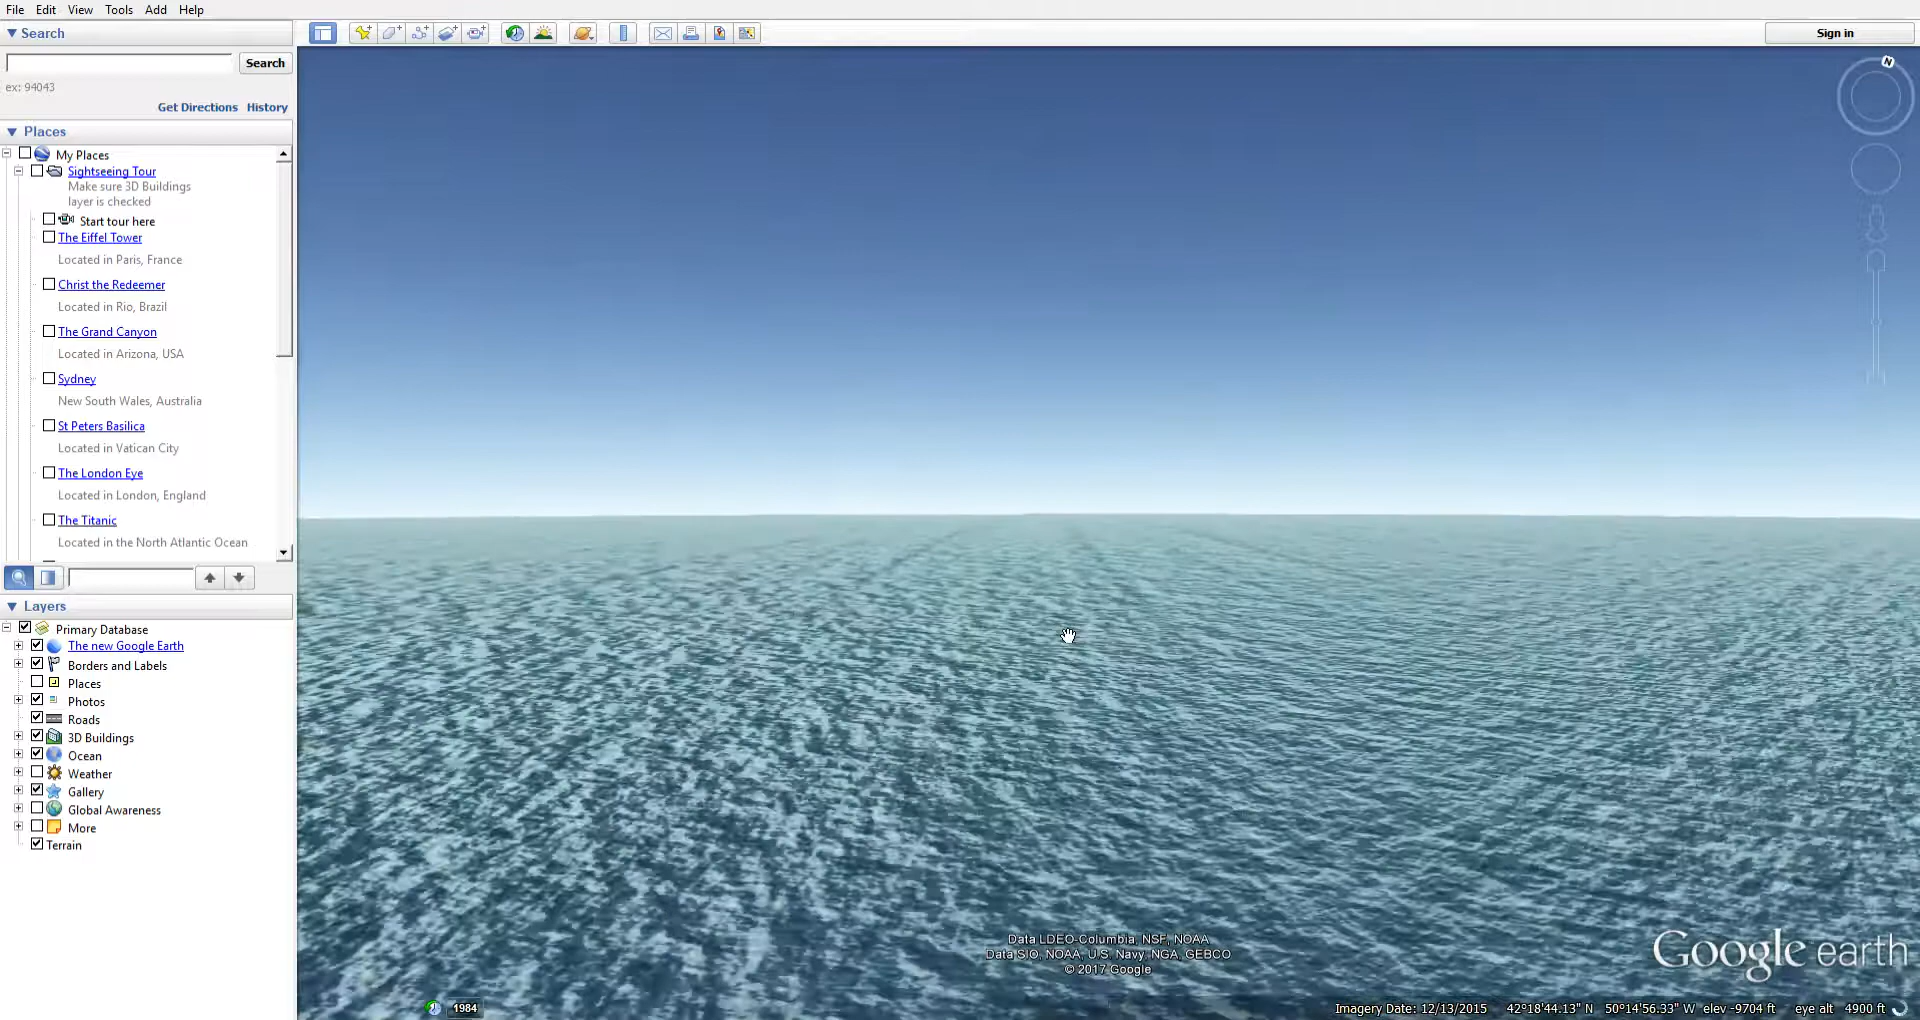 File Edit View Tools Add Help
Search
Sign in
Search
ex: 94043
Get Directions History
Places
My Places
Sightseeing Tour
Make sure 3D Buildings
layer is checked
Start tour here
The Eiffel Tower
Located in Paris, France
Christ the Redeemer
Located in Rio, Brazil
The Grand Canyon
Located in Arizona, USA
Sydney
New South Wales, Australia
St Peters Basilica
Located in Vatican City
The London Eye
Located in London, England
The Titanic
Located in the North Atlantic Ocean
Layers
Primary Database
The new Google Earth
Borders and Labels
Places
Photos
Roads
3D Buildings
Ocean
Weather
Gallery
Global Awareness
More
Terrain
N
Data LDEO-Columbia, NSF, NOAA
Data SIO, NOAA, U.S. Navy, NGA, GEBCO
© 2017 Google
Google earth
1984
Imagery Date: 12/13/2015 42°18'44.13" N 50°14'56.33" W elev -9704 ft eye alt 4900 ft